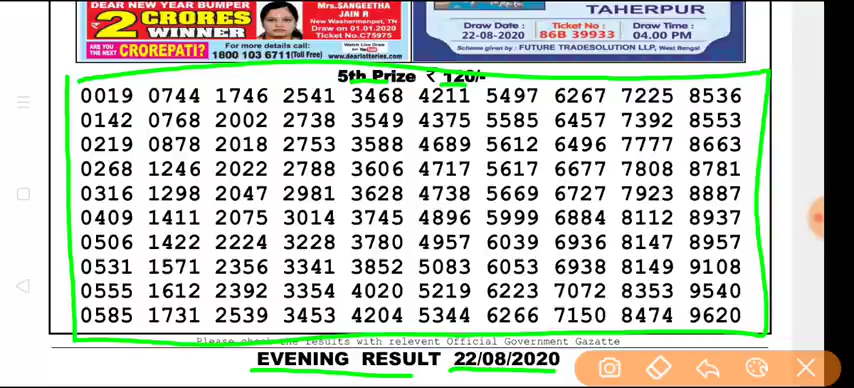 DEAR NEW YEAR BUMPER
2 CRORES
WINNER
ARE YOU THE NEXT CROREPATI?
Mrs.SANGEETHA
JAIN R
New Washermanpet, TN
Draw on 01.01.2020
Ticket No.C75975
For more details call:
1800 103 6711(Toll Free)
Watch Live Draw
www.dearlotteries.com
TAHERPUR
Draw Date : 22-08-2020
Ticket No : 86B 39933
Draw Time : 04.00 PM
Scheme given by : FUTURE TRADESOLUTION LLP, West Bengal
5th Prize ₹ 120/-
0019 0744 1746 2541 3468 4211 5497 6267 7225 8536
0142 0768 2002 2738 3549 4375 5585 6457 7392 8553
0219 0878 2018 2753 3588 4689 5612 6496 7777 8663
0268 1246 2022 2788 3606 4717 5617 6677 7808 8781
0316 1298 2047 2981 3628 4738 5669 6727 7923 8887
0409 1411 2075 3014 3745 4896 5999 6884 8112 8937
0506 1422 2224 3228 3780 4957 6039 6936 8147 8957
0531 1571 2356 3341 3852 5083 6053 6938 8149 9108
0555 1612 2392 3354 4020 5219 6223 7072 8353 9540
0585 1731 2539 3453 4204 5344 6266 7150 8474 9620
Please check the results with relevent Official Government Gazatte
EVENING RESULT 22/08/2020